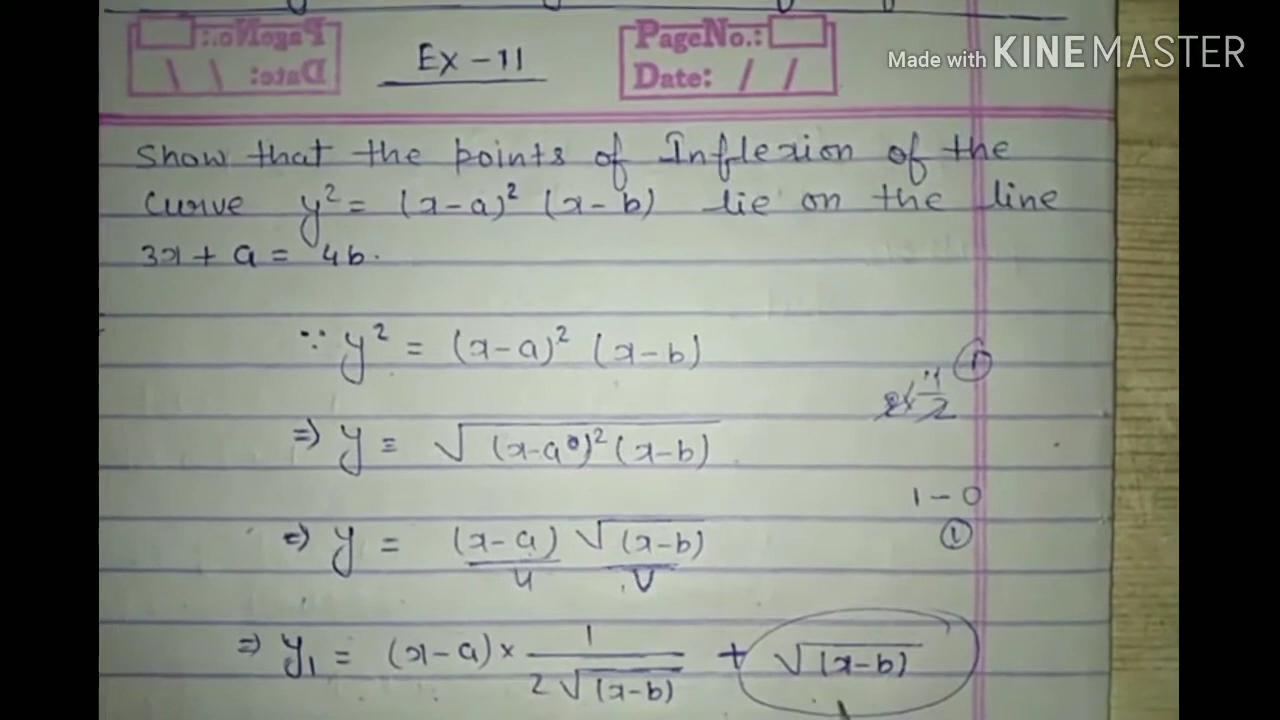 PageNo.:
Date: \ \
Ex - 11
PageNo.:
Date: / /
Made with KINEMASTER
Show that the points of Inflexion of the
curve y² = (x-a)² (x-b) lie on the line
3x + a = 4b.
∵ y² = (x-a)² (x-b)
1
⇒ y = √(x-a)² (x-b)
1 - 0
⇒ y = (x-a) √(x-b)
1
u v
⇒ y₁ = (x-a) × 1/2√(x-b) + √(x-b)